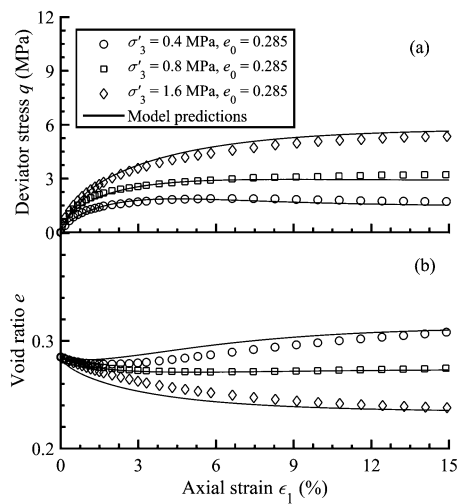 12
σ′₃ = 0.4 MPa, e₀ = 0.285
σ′₃ = 0.8 MPa, e₀ = 0.285
σ′₃ = 1.6 MPa, e₀ = 0.285
Model predictions
(a)
Deviator stress q (MPa)
9
6
3
0
(b)
Void ratio e
0.3
0.2
0 3 6 9 12 15
Axial strain ϵ₁ (%)